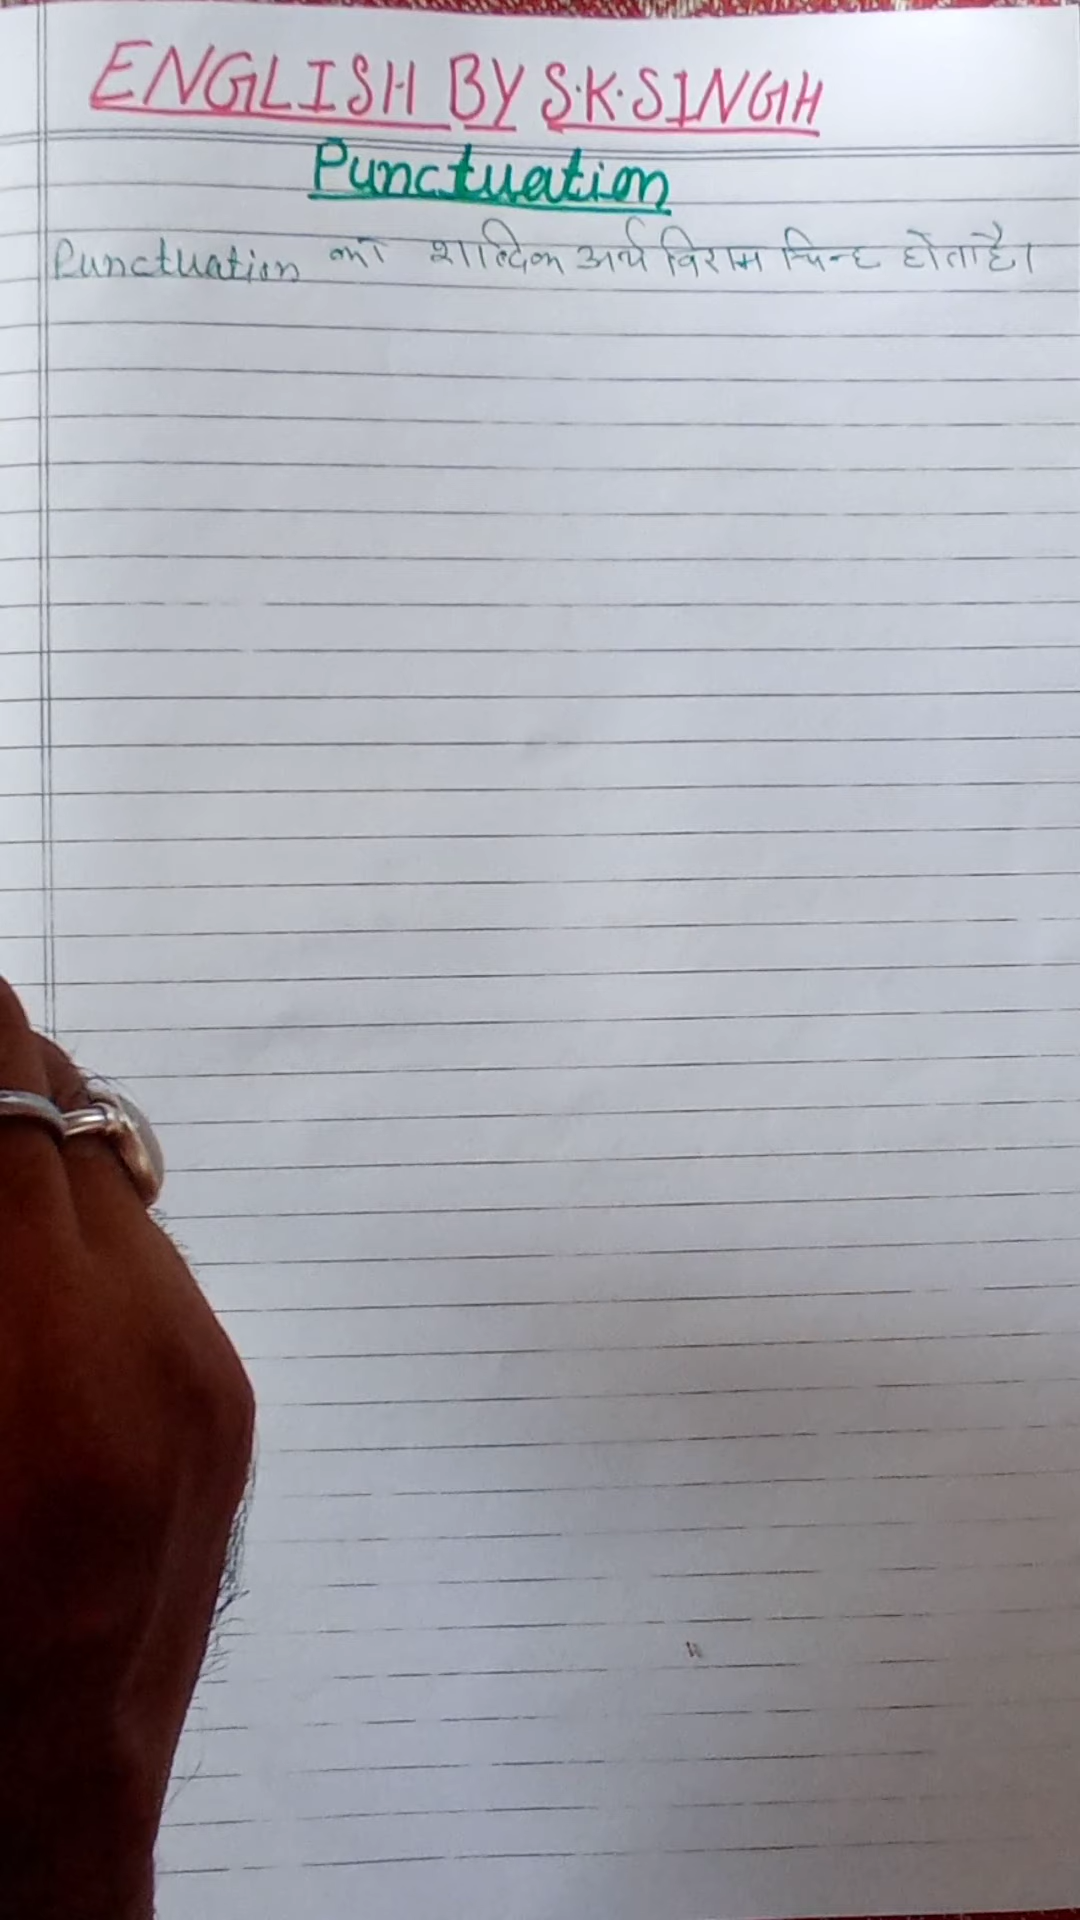 ENGLISH BY S.K.SINGH
Punctuation
Punctuation का शाब्दिक अर्थ विराम चिन्ह होता है।